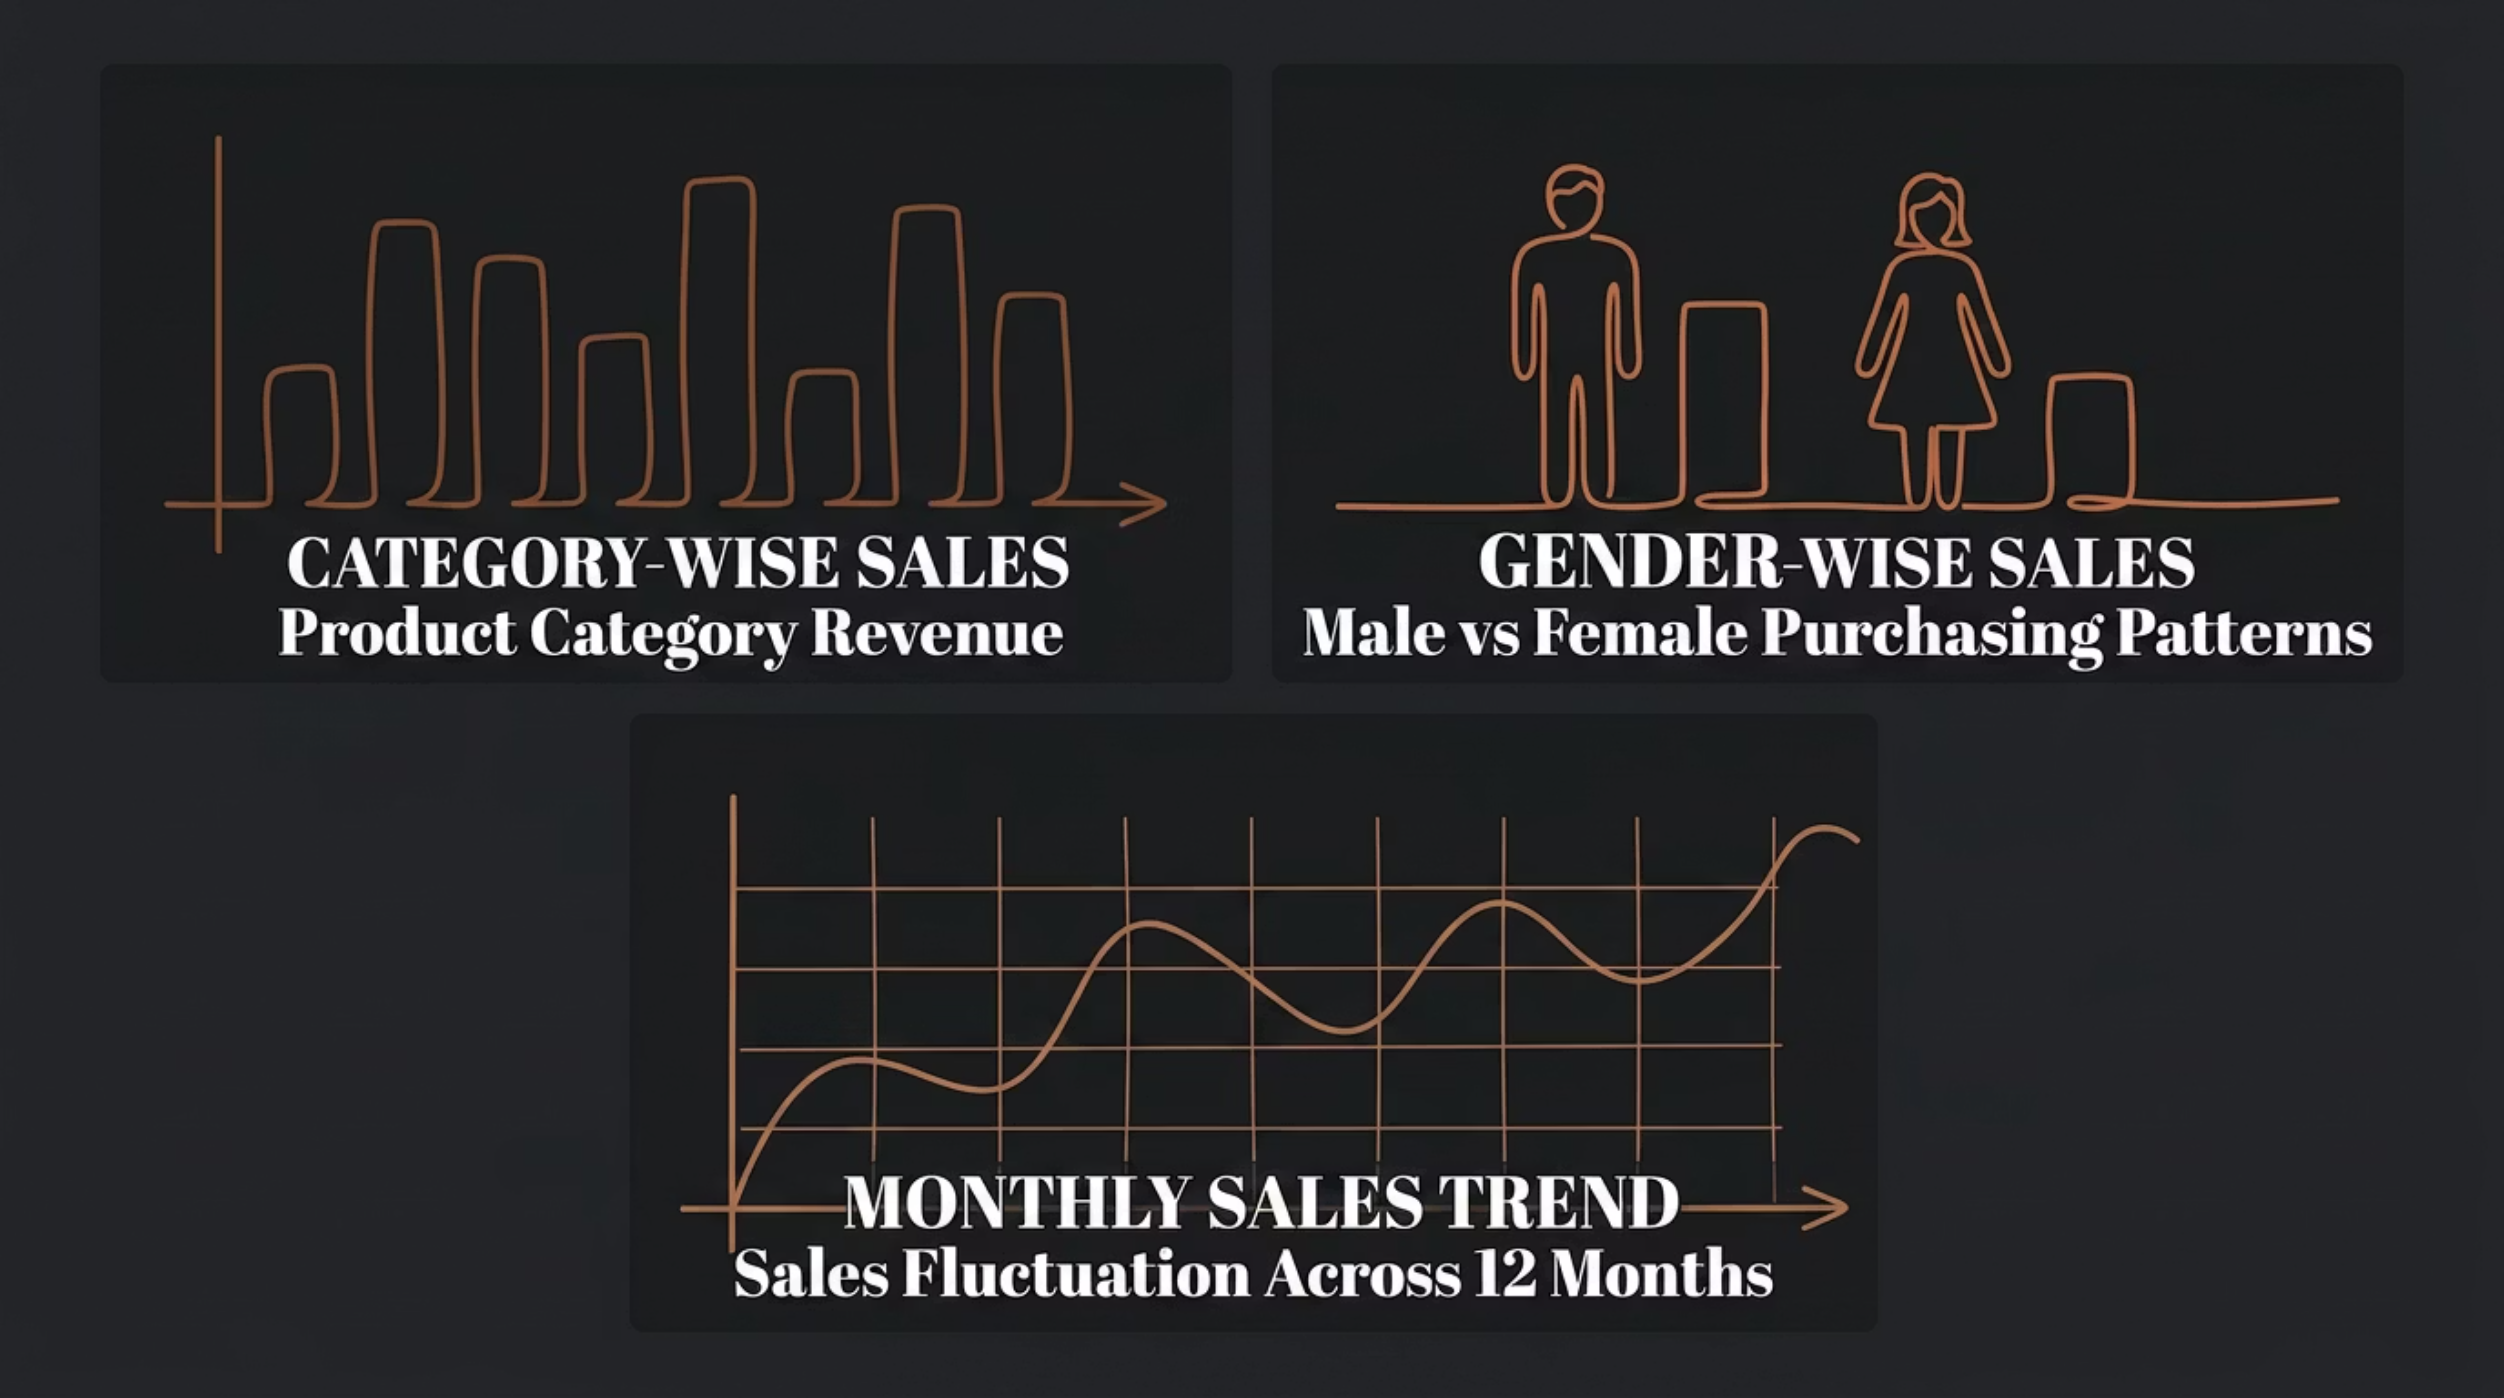 CATEGORY-WISE SALES
Product Category Revenue
GENDER-WISE SALES
Male vs Female Purchasing Patterns
MONTHLY SALES TREND
Sales Fluctuation Across 12 Months